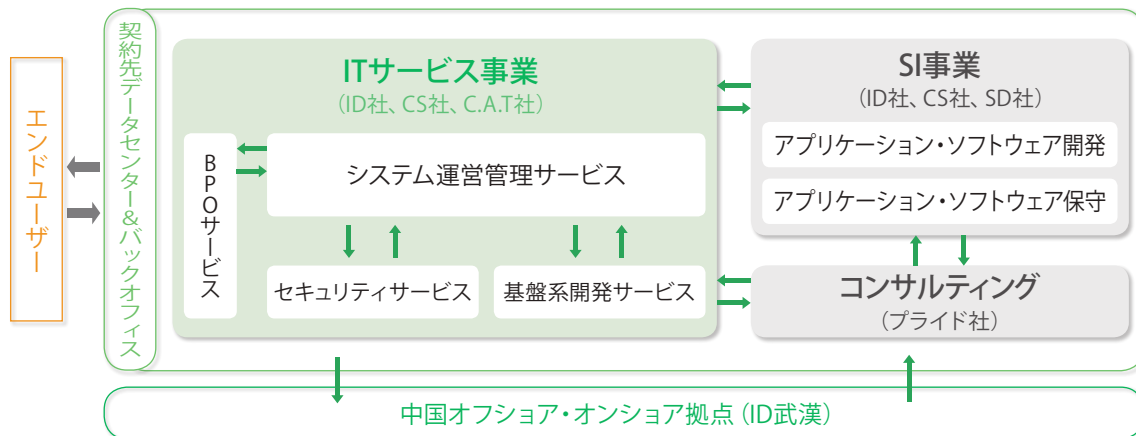 エンドユーザー
契約先データセンター&バックオフィス
ITサービス事業
(ID社、CS社、C.A.T社)
BPOサービス
システム運営管理サービス
セキュリティサービス
基盤系開発サービス
SI事業
(ID社、CS社、SD社)
アプリケーション・ソフトウェア開発
アプリケーション・ソフトウェア保守
コンサルティング
(プライド社)
中国オフショア・オンショア拠点(ID武漢)